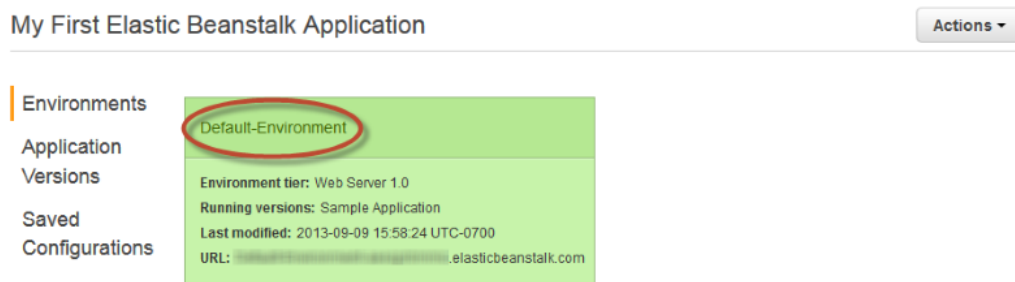 My First Elastic Beanstalk Application
Actions
Environments
Application
Versions
Saved
Configurations
Default-Environment
Environment tier: Web Server 1.0
Running versions: Sample Application
Last modified: 2013-09-09 15:58:24 UTC-0700
URL: .elasticbeanstalk.com